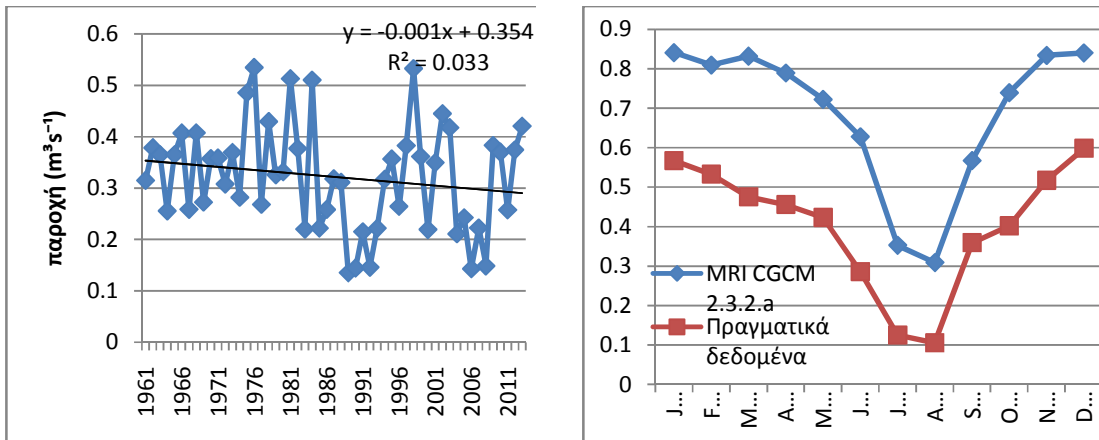 y = -0.001x + 0.354
R² = 0.033
0.6
0.5
0.4
0.3
0.2
0.1
0
παροχή (m³s⁻¹)
1961
1966
1971
1976
1981
1986
1991
1996
2001
2006
2011
0.9
0.8
0.7
0.6
0.5
0.4
0.3
0.2
0.1
0
MRI CGCM
2.3.2.a
Πραγματικά
δεδομένα
J...
F...
M...
A...
M...
J...
J...
A...
S...
O...
N...
D...